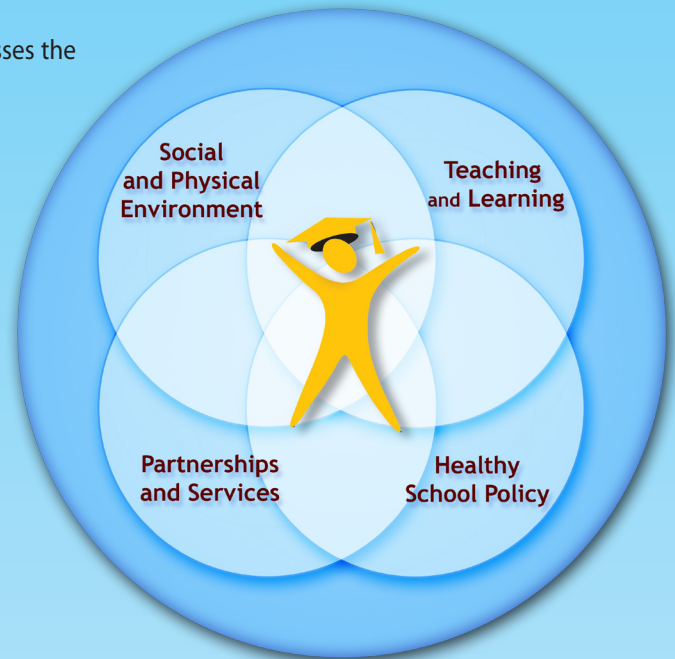 sses the
Social
and Physical
Environment
Teaching
and Learning
Partnerships
and Services
Healthy
School Policy